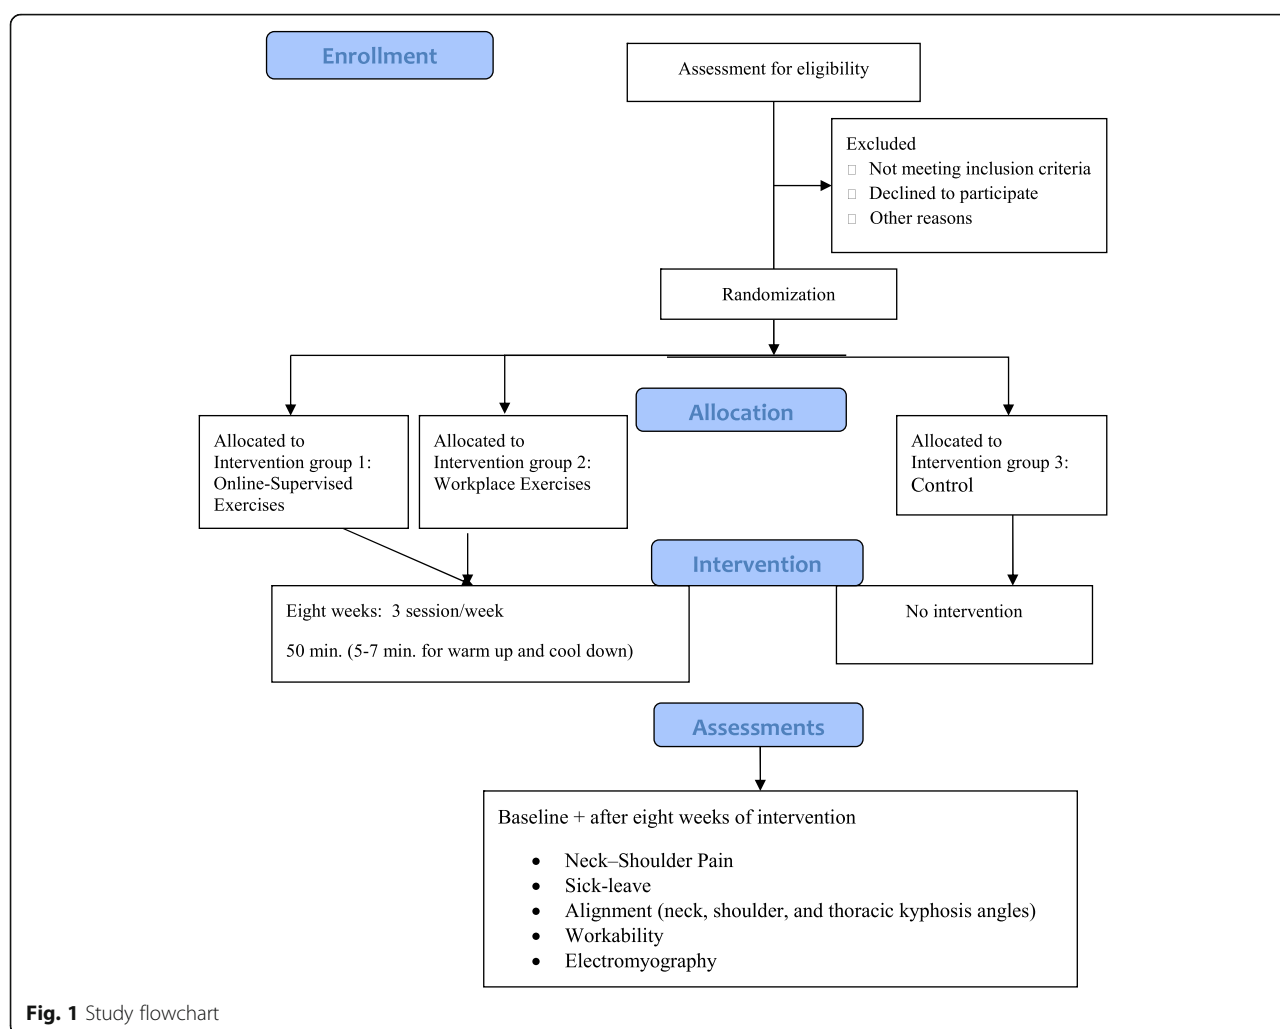 Enrollment
Assessment for eligibility
Excluded
Not meeting inclusion criteria
Declined to participate
Other reasons
Randomization
Allocation
Allocated to
Intervention group 1:
Online-Supervised
Exercises
Allocated to
Intervention group 2:
Workplace Exercises
Allocated to
Intervention group 3:
Control
Intervention
Eight weeks: 3 session/week
50 min. (5-7 min. for warm up and cool down)
No intervention
Assessments
Baseline + after eight weeks of intervention
• Neck–Shoulder Pain
• Sick-leave
• Alignment (neck, shoulder, and thoracic kyphosis angles)
• Workability
• Electromyography
Fig. 1 Study flowchart